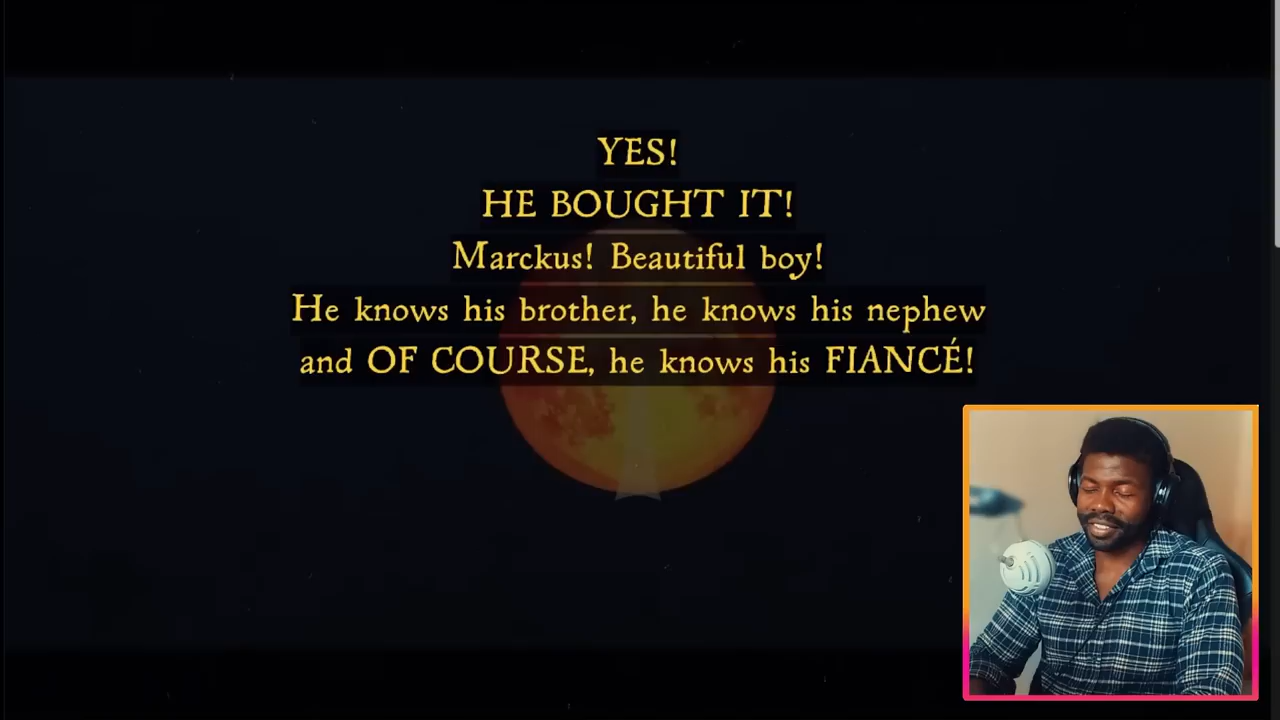 YES!
HE BOUGHT IT!
Marckus! Beautiful boy!
He knows his brother, he knows his nephew
and OF COURSE, he knows his FIANCÉ!